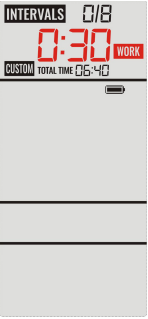 INTERVALS 0/8
0:30 WORK
CUSTOM TOTAL TIME 06:40